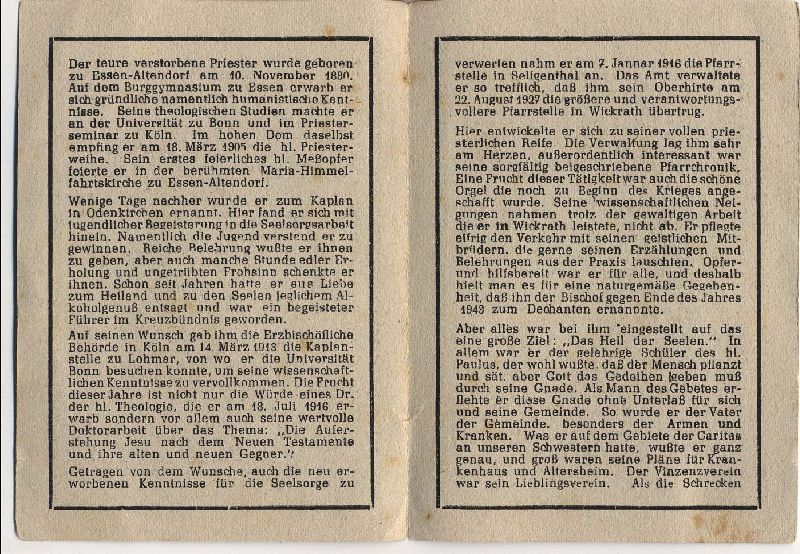 Der teure verstorbene Priester wurde geboren
zu Essen-Altendorf am 10. November 1880.
Auf dem Burggymnasium zu Essen erwarb er
sich gründliche namentlich humanistische Kennt-
nisse. Seine theologischen Studien machte er
an der Universität zu Bonn und im Priester-
seminar zu Köln. Im hohen Dom daselbst
empfing er am 18. März 1905 die hl. Priester-
weihe. Sein erstes feierliches hl. Meßopfer
feierte er in der berühmten Maria-Himmel-
fahrtskirche zu Essen-Altendorf.
Wenige Tage nachher wurde er zum Kaplan
in Odenkirchen ernannt. Hier fand er sich mit
jugendlicher Begeisterung in die Seelsorgsarbeit
hinein. Namentlich die Jugend verstand er zu
gewinnen. Reiche Belehrung wußte er ihnen
zu geben, aber auch manche Stunde edler Er-
holung und ungetrübten Frohsinn schenkte er
ihnen. Schon seit Jahren hatte er aus Liebe
zum Heiland und zu den Seelen jeglichem Al-
koholgenuß entsagt und war ein begeisteter
Führer im Kreuzbündnis geworden.
Auf seinen Wunsch gab ihm die Erzbischöfliche
Behörde in Köln am 14. März 1913 die Kaplan-
stelle zu Lohmar, von wo er die Universität
Bonn besuchen konnte, um seine wissenschaft-
lichen Kenntnisse zu vervollkommen. Die Frucht
dieser Jahre ist nicht nur die Würde eines Dr.
der hl. Theologie, die er am 18. Juli 1916 er-
warb sondern vor allem auch seine wertvolle
Doktorarbeit über das Thema: „Die Aufer-
stehung Jesu nach dem Neuen Testamente
und ihre alten und neuen Gegner."
Getragen von dem Wunsche, auch die neu er-
worbenen Kenntnisse für die Seelsorge zu
verwerten nahm er am 7. Jannar 1916 die Pfarr-
stelle in Seligenthal an. Das Amt verwaltete
er so trefflich, daß ihm sein Oberhirte am
22. August 1927 die größere und verantwortungs-
vollere Pfarrstelle in Wickrath übertrug.
Hier entwickelte er sich zu seiner vollen prie-
sterlichen Reife. Die Verwaltung lag ihm sehr
am Herzen, außerordentlich interessant war
seine sorgfältig beigeschriebene Pfarrchronik.
Eine Frucht dieser Tätigkeit war auch die schöne
Orgel die noch zu Beginn des Krieges ange-
schafft wurde. Seine wissenschaftlichen Nei-
gungen nahmen trotz der gewaltigen Arbeit
die er in Wickrath leistete, nicht ab. Er pflegte
eifrig den Verkehr mit seinen geistlichen Mit-
brüdern, die gerne seinen Erzählungen und
Belehrungen aus der Praxis lauschten. Opfer-
und hilfsbereit war er für alle, und deshalb
hielt man es für eine naturgemäße Gegeben-
heit, daß ihn der Bischof gegen Ende des Jahres
1943 zum Dechanten ernannte.
Aber alles war bei ihm eingestellt auf das
eine große Ziel: „Das Heil der Seelen." In
allem war er der gelehrige Schüler des hl.
Paulus, der wohl wußte, daß der Mensch pflanzt
und sät, aber Gott das Gedeihen geben muß
durch seine Gnade. Als Mann des Gebetes er-
flehte er diese Gnade ohne Unterlaß für sich
und seine Gemeinde. So wurde er der Vater
der Gemeinde, besonders der Armen und
Kranken. Was er auf dem Gebiete der Caritas
an unseren Schwestern hatte, wußte er ganz
genau, und groß waren seine Pläne für Kran-
kenhaus und Altersheim. Der Vinzenzverein
war sein Lieblingsverein. Als die Schrecken